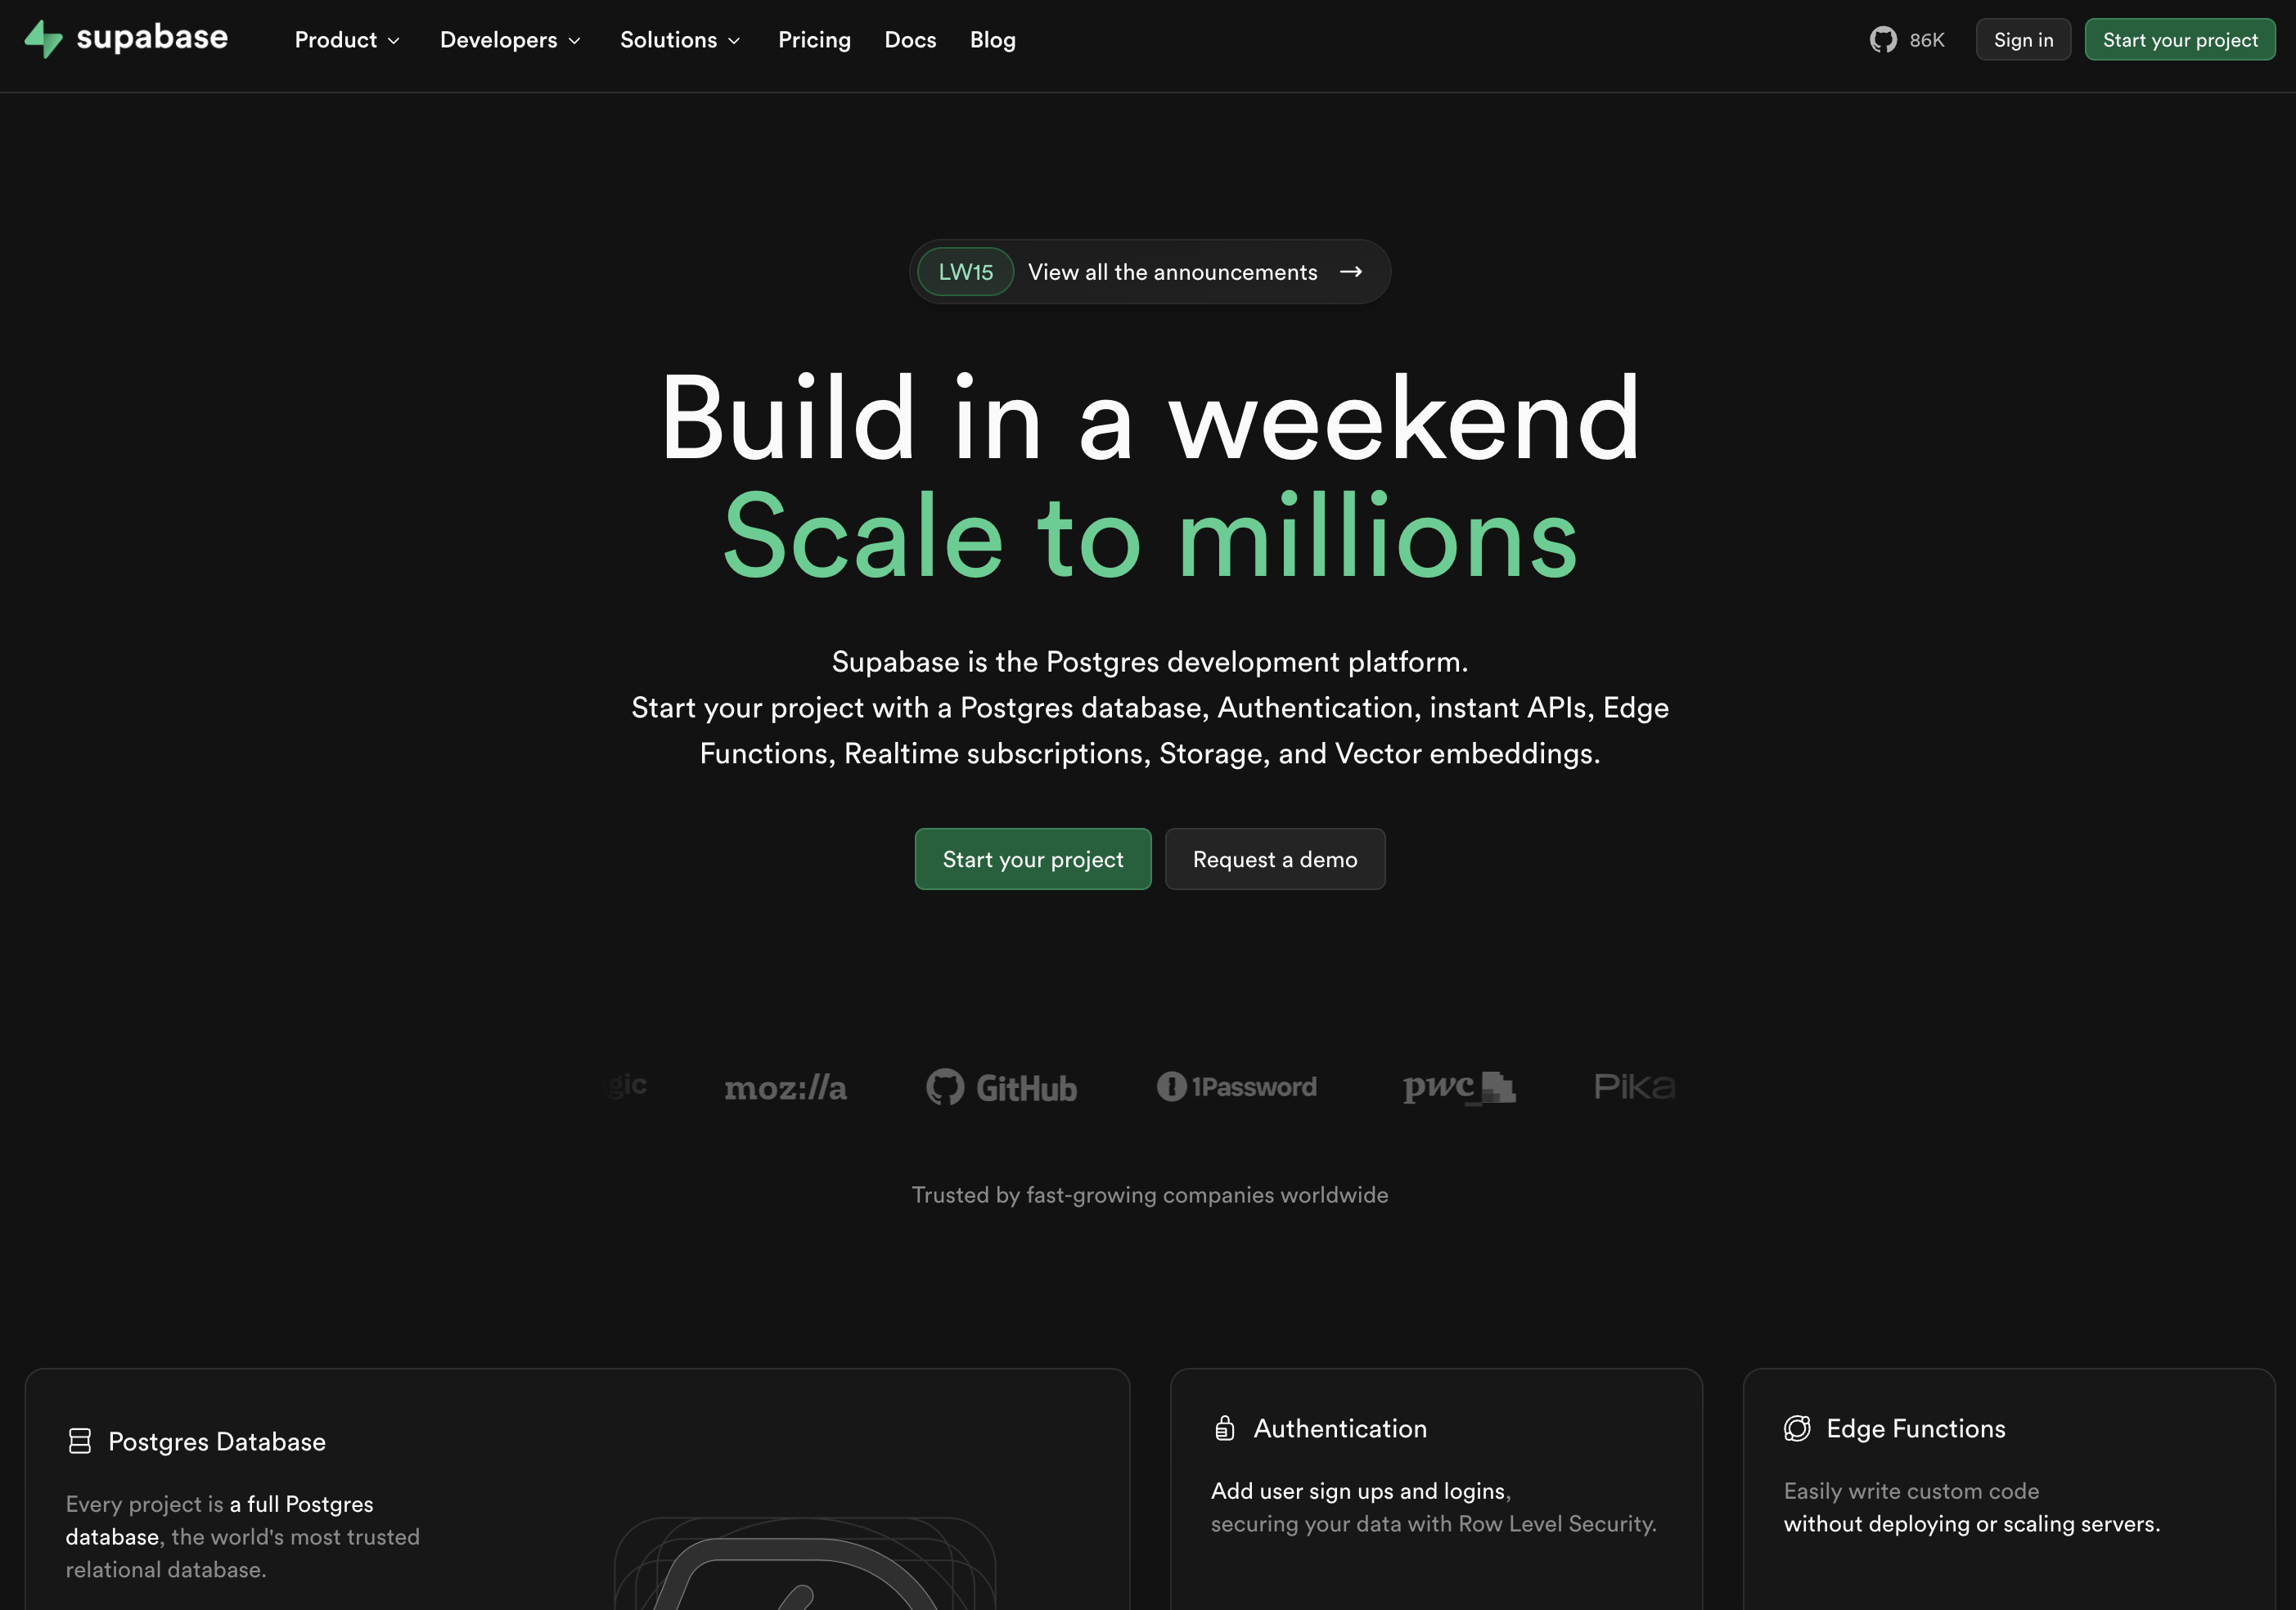 supabase
Product
Developers
Solutions
Pricing
Docs
Blog
86K
Sign in
Start your project
LW15 View all the announcements →
Build in a weekend
Scale to millions
Supabase is the Postgres development platform.
Start your project with a Postgres database, Authentication, instant APIs, Edge
Functions, Realtime subscriptions, Storage, and Vector embeddings.
Start your project
Request a demo
moz://a
GitHub
1Password
pwc
Pika
Trusted by fast-growing companies worldwide
Postgres Database
Every project is a full Postgres
database, the world's most trusted
relational database.
Authentication
Add user sign ups and logins,
securing your data with Row Level Security.
Edge Functions
Easily write custom code
without deploying or scaling servers.